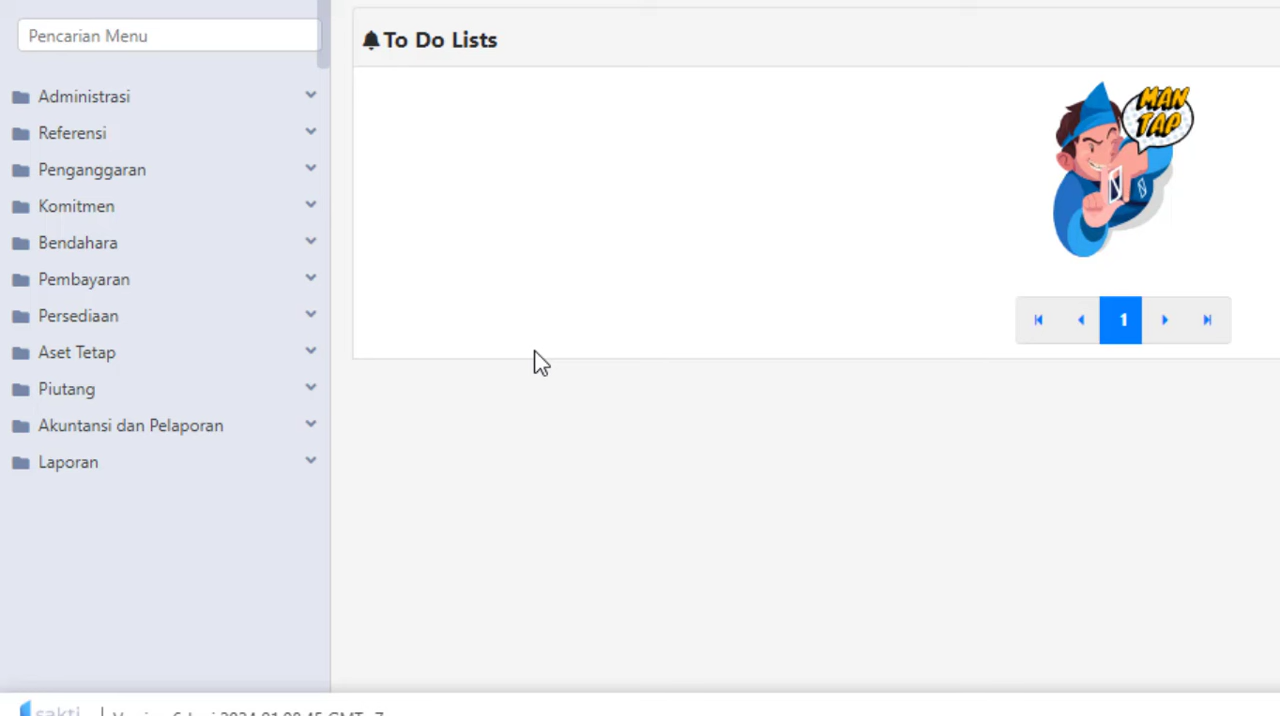 Pencarian Menu
Administrasi
Referensi
Penganggaran
Komitmen
Bendahara
Pembayaran
Persediaan
Aset Tetap
Piutang
Akuntansi dan Pelaporan
Laporan
To Do Lists
MAN
TAP
1
sakti